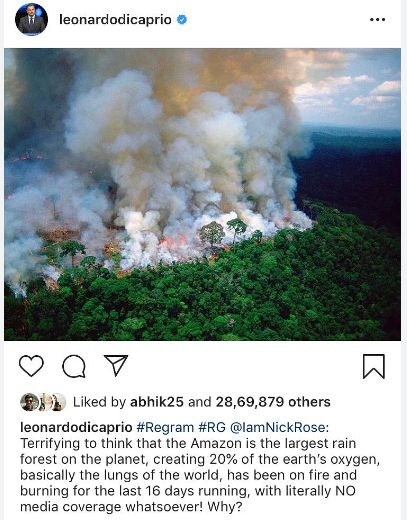 leonardodicaprio
Liked by abhik25 and 28,69,879 others
leonardodicaprio #Regram #RG @IamNickRose:
Terrifying to think that the Amazon is the largest rain
forest on the planet, creating 20% of the earth's oxygen,
basically the lungs of the world, has been on fire and
burning for the last 16 days running, with literally NO
media coverage whatsoever! Why?